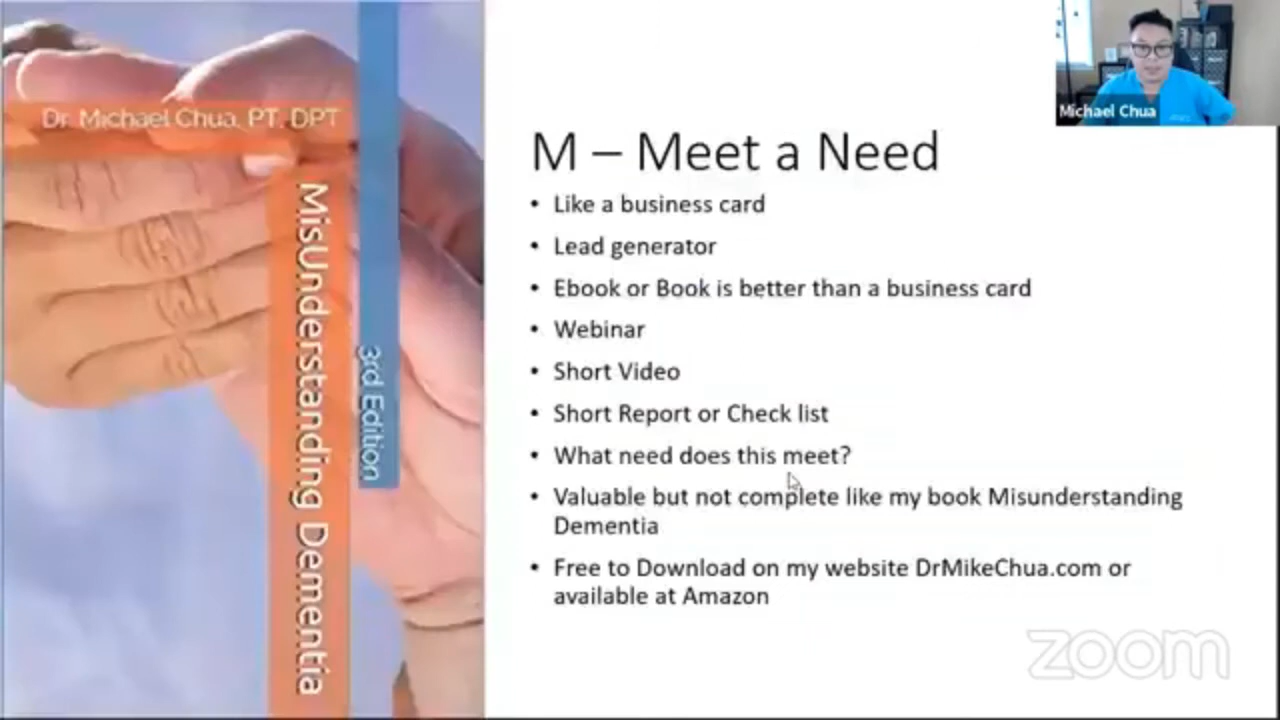 Dr. Michael Chua, PT, DPT
MisUnderstanding Dementia
3rd Edition
Michael Chua
M – Meet a Need
• Like a business card
• Lead generator
• Ebook or Book is better than a business card
• Webinar
• Short Video
• Short Report or Check list
• What need does this meet?
• Valuable but not complete like my book Misunderstanding
Dementia
• Free to Download on my website DrMikeChua.com or
available at Amazon
zoom